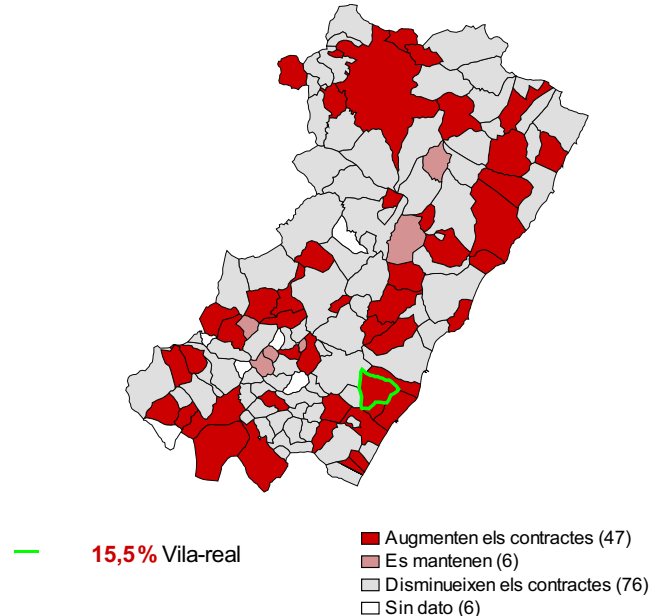 15,5% Vila-real
Augmenten els contractes (47)
Es mantenen (6)
Disminueixen els contractes (76)
Sin dato (6)